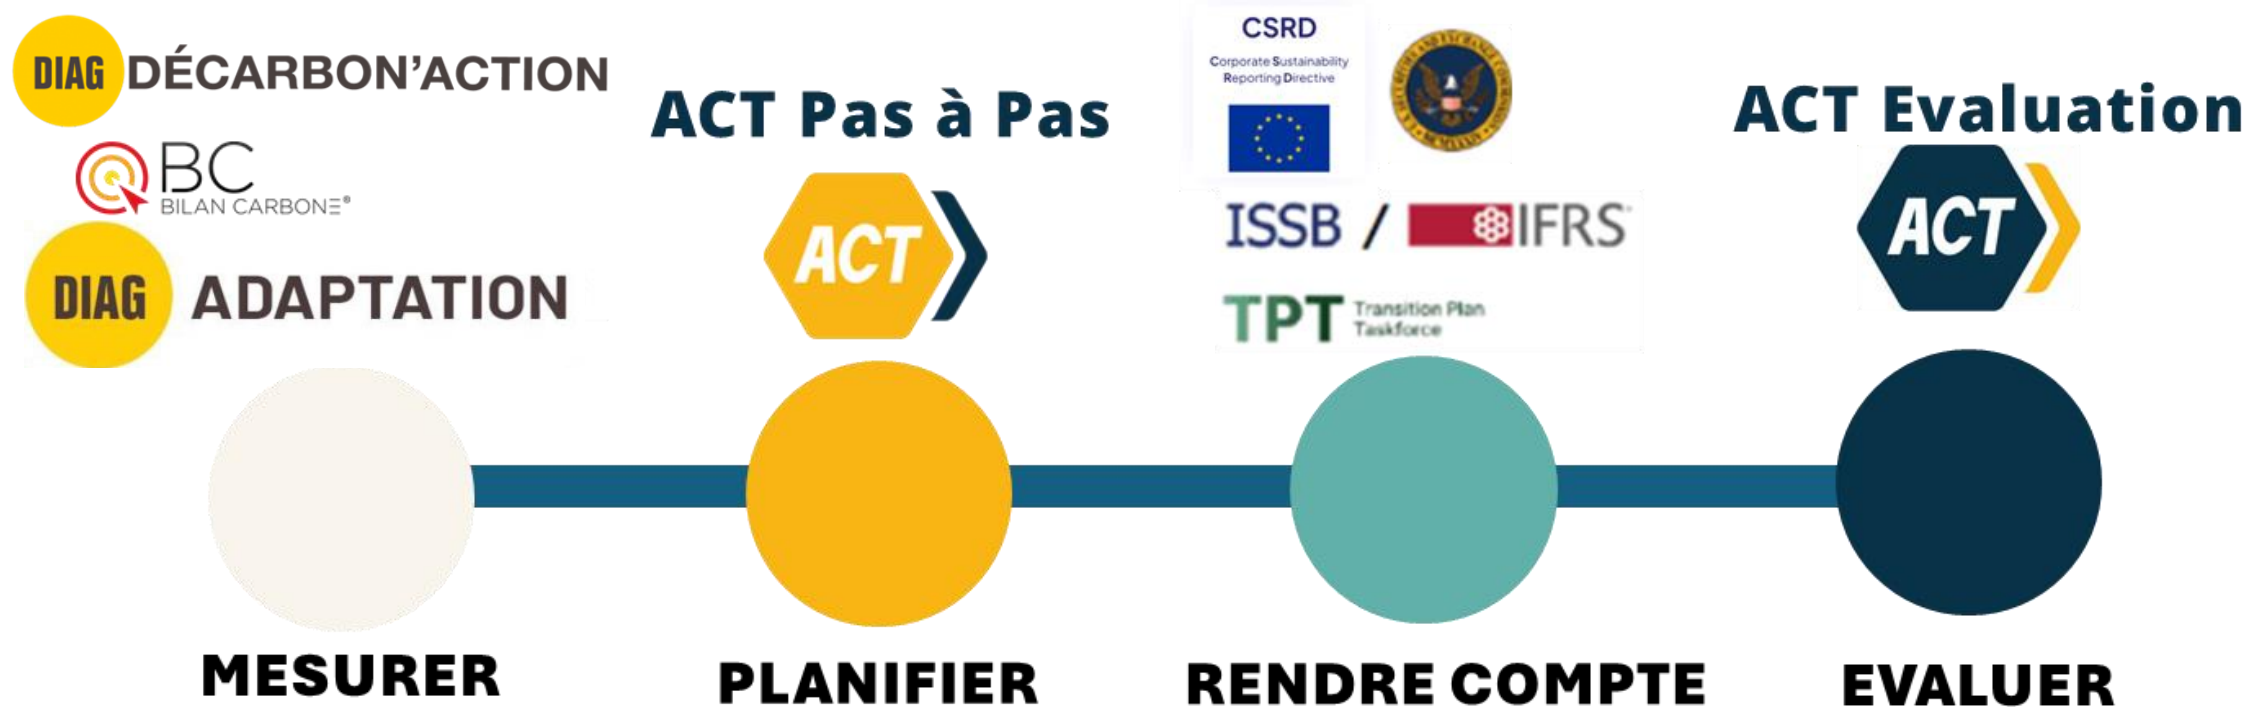 DIAG DÉCARBON'ACTION
BC
BILAN CARBONE®
DIAG ADAPTATION
MESURER
ACT Pas à Pas
ACT
PLANIFIER
CSRD
Corporate Sustainability
Reporting Directive
ISSB / IFRS
TPT Transition Plan
Taskforce
RENDRE COMPTE
ACT Evaluation
ACT
EVALUER